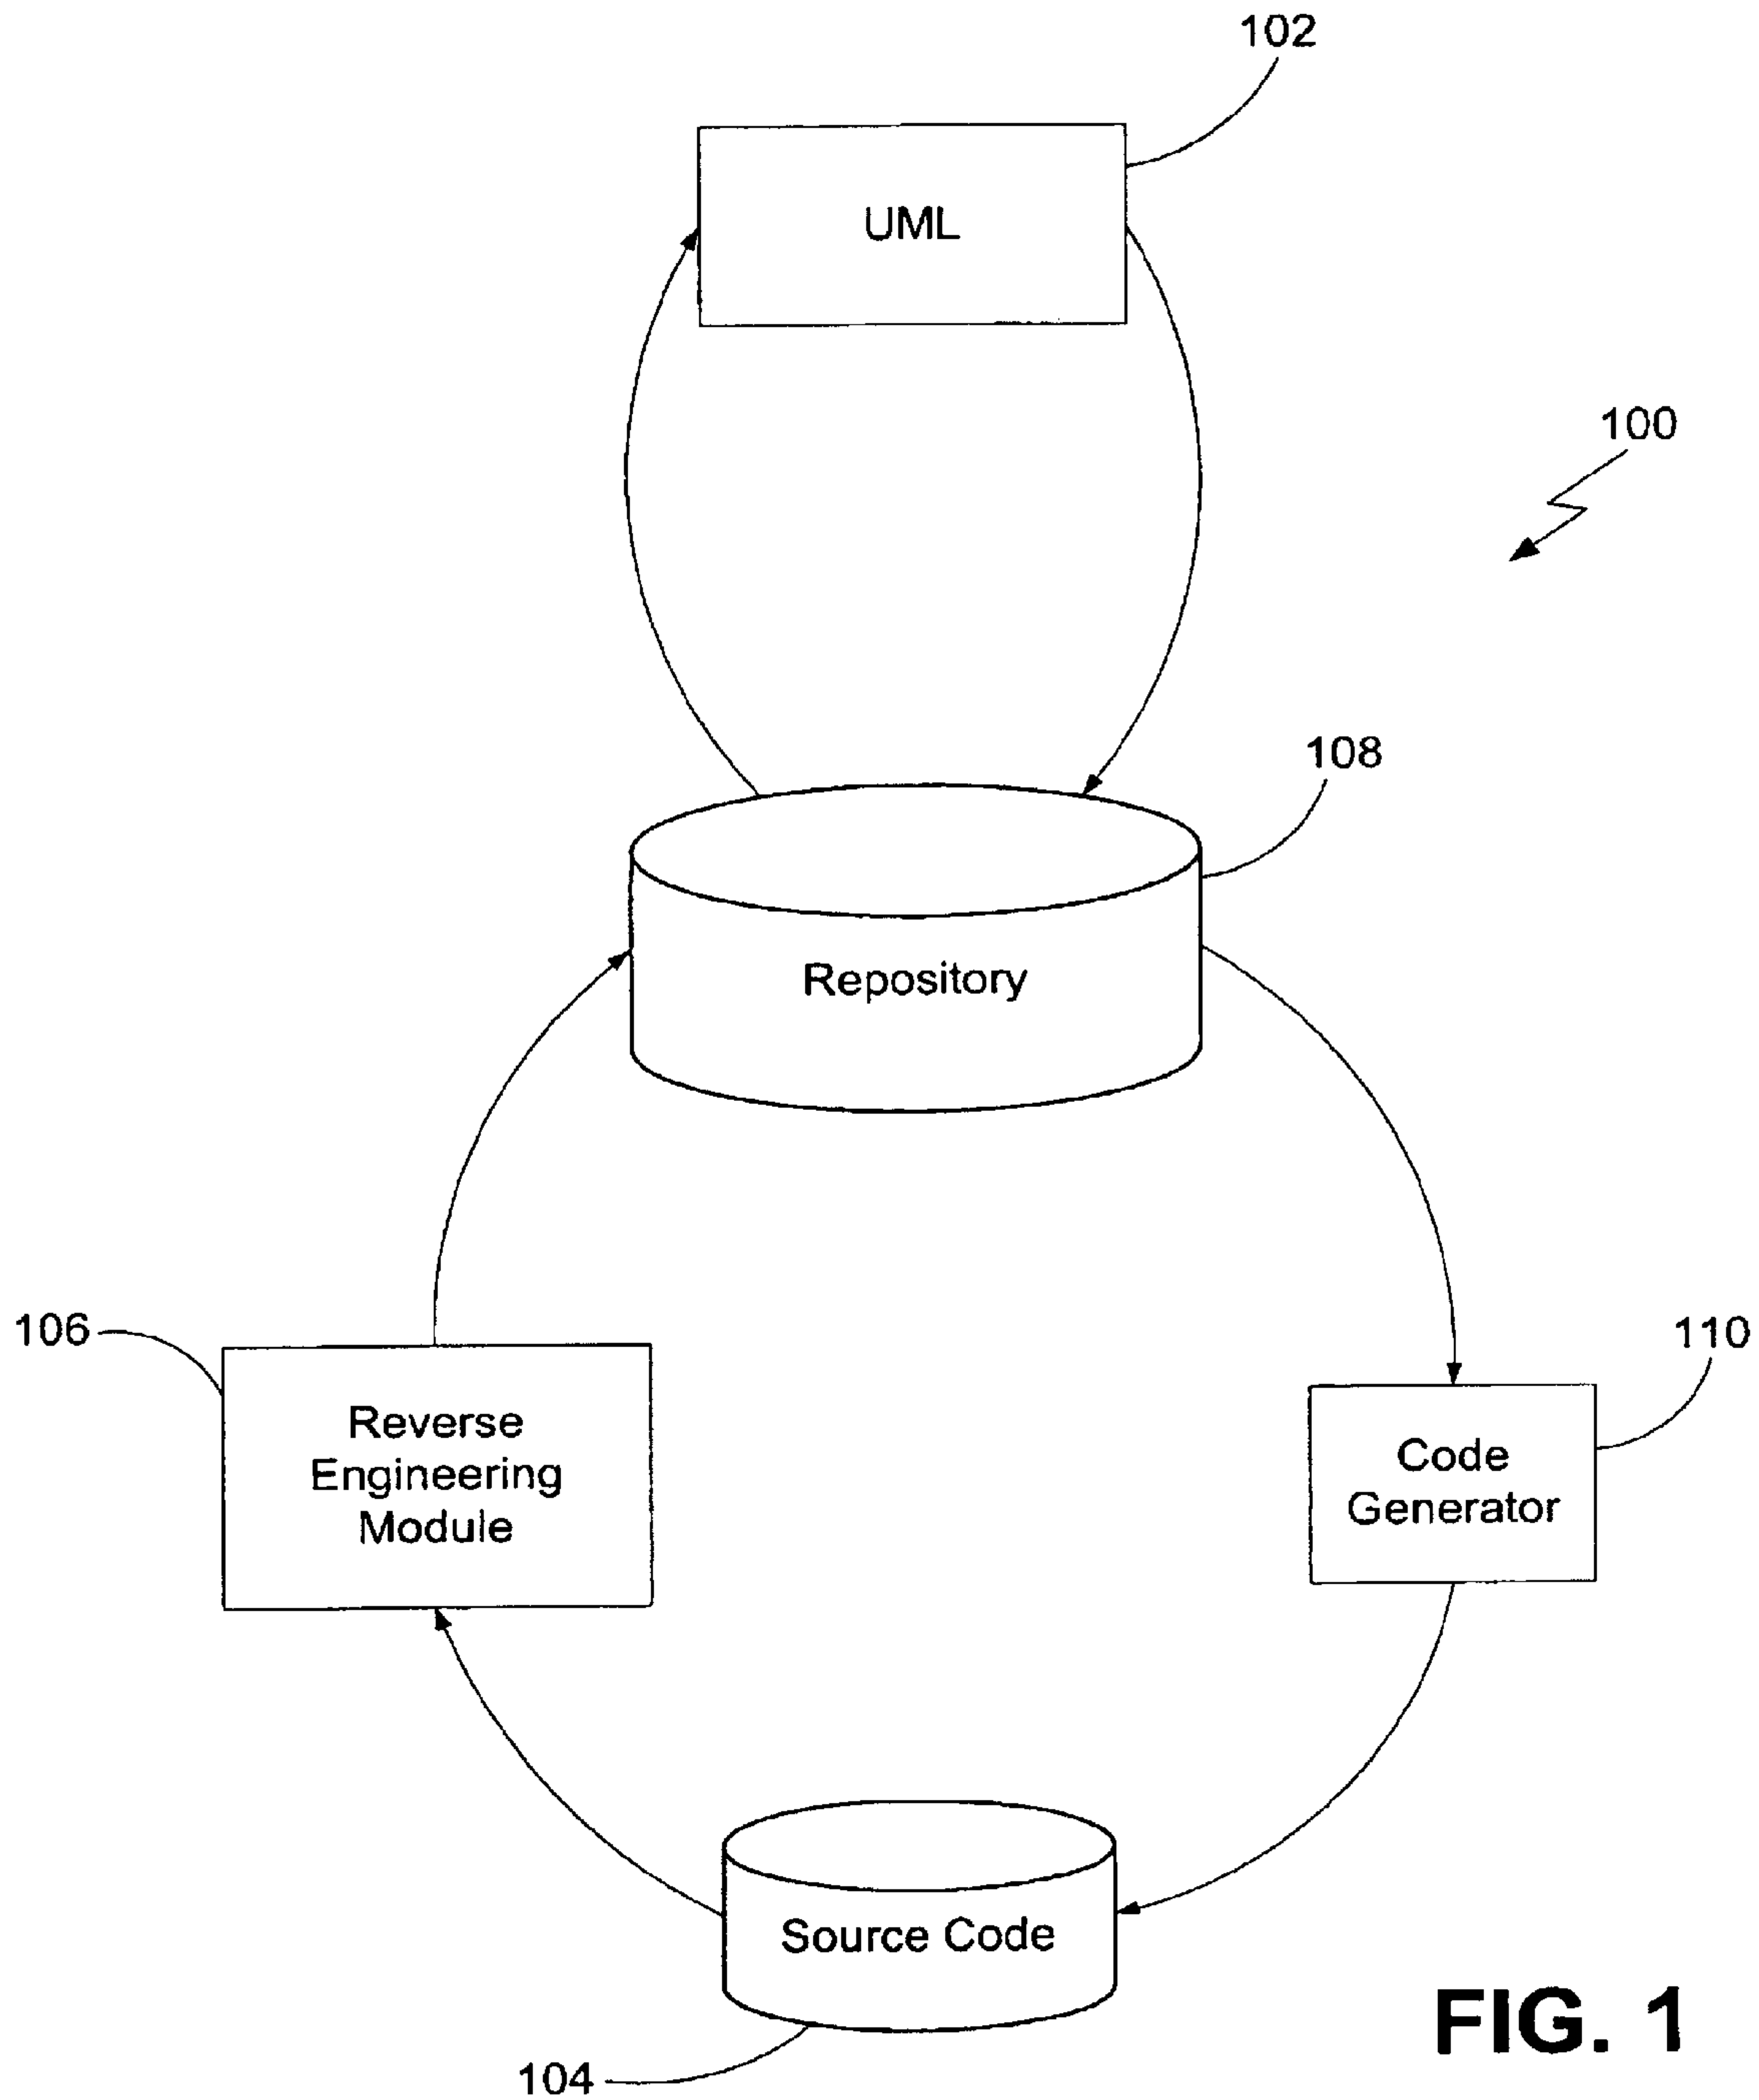 102
UML
100
108
Repository
106
110
Reverse
Engineering
Module
Code
Generator
Source Code
FIG. 1
104